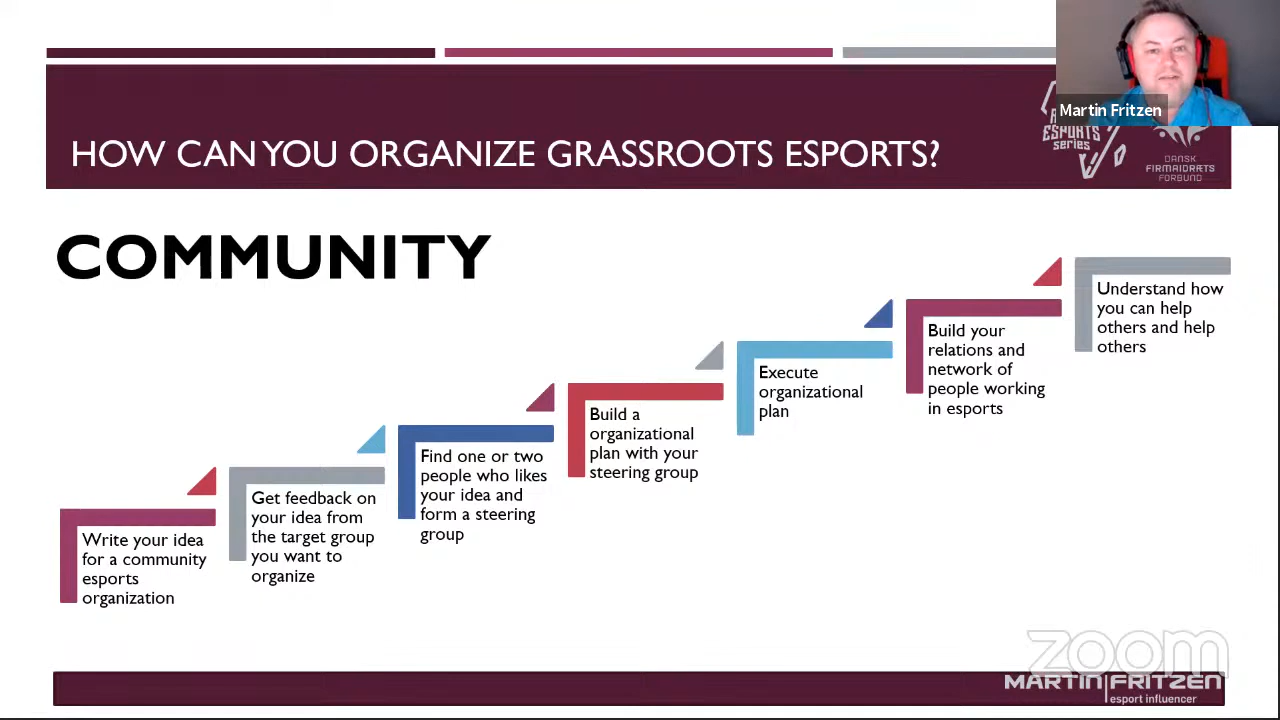 Martin Fritzen
HOW CAN YOU ORGANIZE GRASSROOTS ESPORTS?
ESPORTS
series
DANSK
FIRMAIDRÆTS
FORBUND
COMMUNITY
Write your idea
for a community
esports
organization
Get feedback on
your idea from
the target group
you want to
organize
Find one or two
people who likes
your idea and
form a steering
group
Build a
organizational
plan with your
steering group
Execute
organizational
plan
Build your
relations and
network of
people working
in esports
Understand how
you can help
others and help
others
zoom
MARTIN FRITZEN
esport influencer